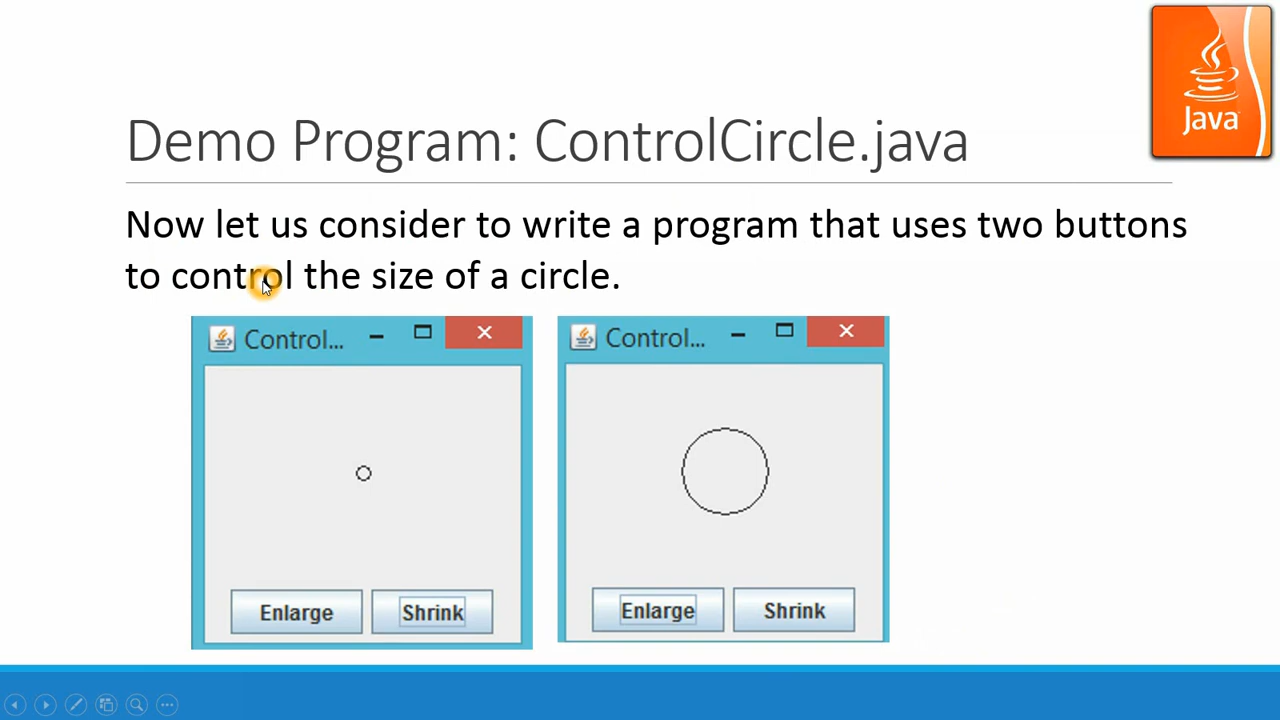 Java
Demo Program: ControlCircle.java
Now let us consider to write a program that uses two buttons
to control the size of a circle.
Control...
Control...
Enlarge
Shrink
Enlarge
Shrink